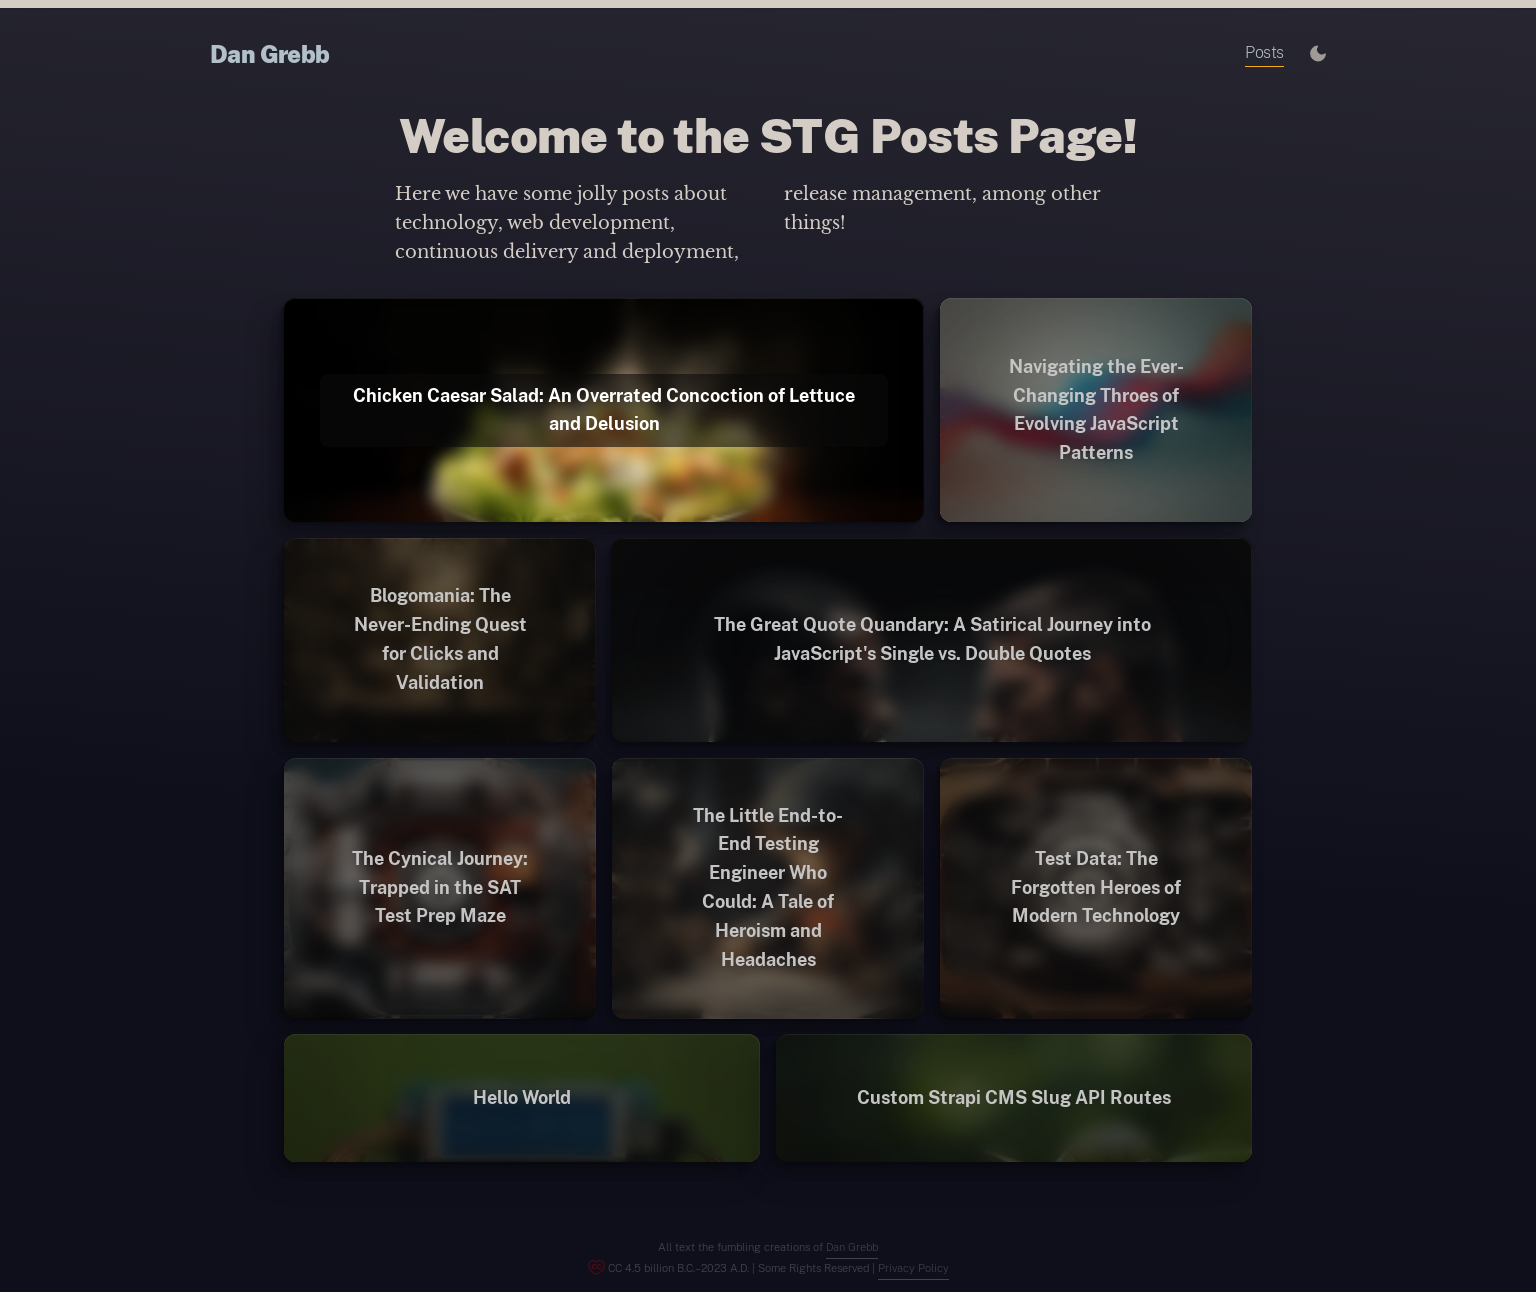 Dan Grebb
Posts
Welcome to the STG Posts Page!
Here we have some jolly posts about
technology, web development,
continuous delivery and deployment,
release management, among other
things!
Chicken Caesar Salad: An Overrated Concoction of Lettuce
and Delusion
Navigating the Ever-
Changing Throes of
Evolving JavaScript
Patterns
Blogomania: The
Never-Ending Quest
for Clicks and
Validation
The Great Quote Quandary: A Satirical Journey into
JavaScript's Single vs. Double Quotes
The Cynical Journey:
Trapped in the SAT
Test Prep Maze
The Little End-to-
End Testing
Engineer Who
Could: A Tale of
Heroism and
Headaches
Test Data: The
Forgotten Heroes of
Modern Technology
Hello World
Custom Strapi CMS Slug API Routes
All text the fumbling creations of Dan Grebb
CC 4.5 billion B.C.–2023 A.D. | Some Rights Reserved | Privacy Policy